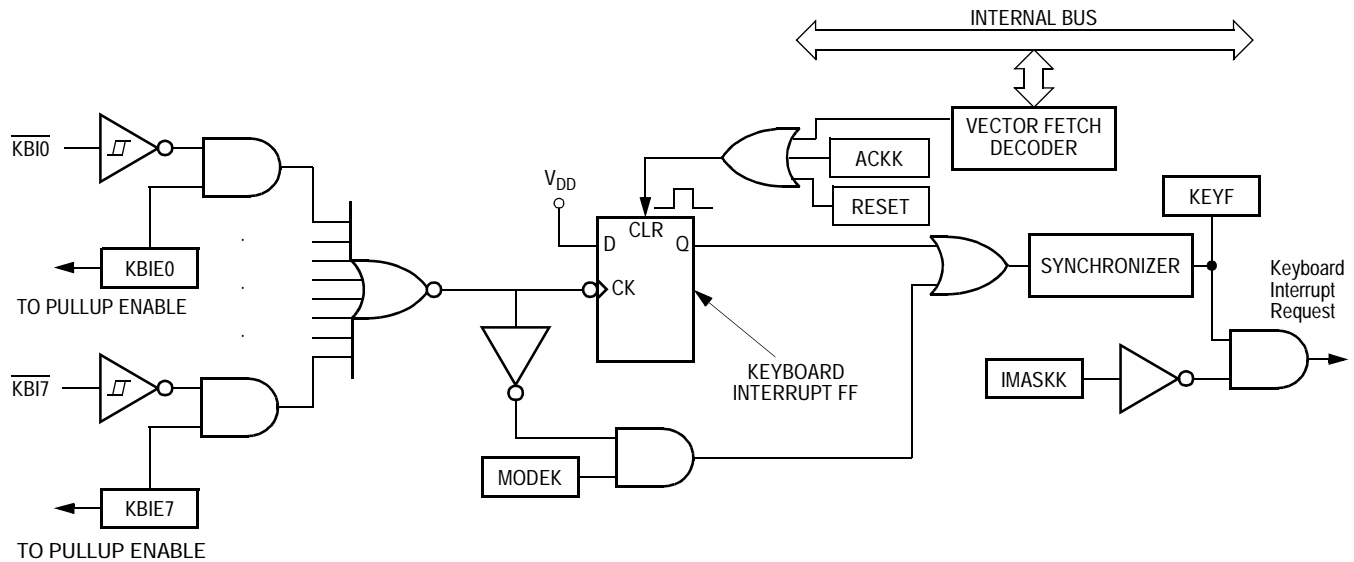 INTERNAL BUS
VECTOR FETCH
DECODER
ACKK
RESET
KBI0
KBIE0
TO PULLUP ENABLE
VDD
D
CLR
Q
CK
KEYF
SYNCHRONIZER
Keyboard
Interrupt
Request
KBI7
KBIE7
TO PULLUP ENABLE
KEYBOARD
INTERRUPT FF
MODEK
IMASKK